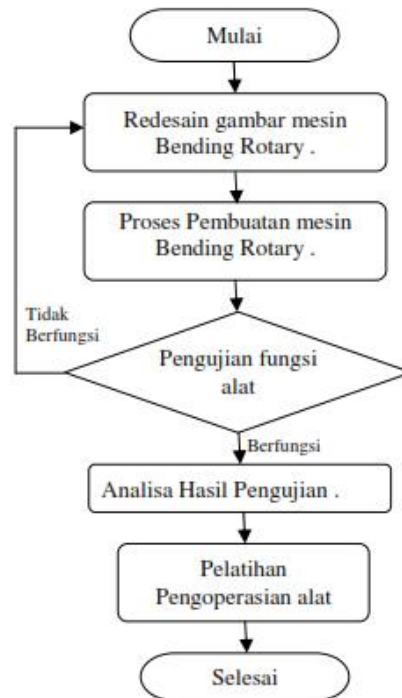 Mulai
Redesain gambar mesin
Bending Rotary .
Proses Pembuatan mesin
Bending Rotary .
Tidak
Berfungsi
Pengujian fungsi
alat
Berfungsi
Analisa Hasil Pengujian .
Pelatihan
Pengoperasian alat
Selesai